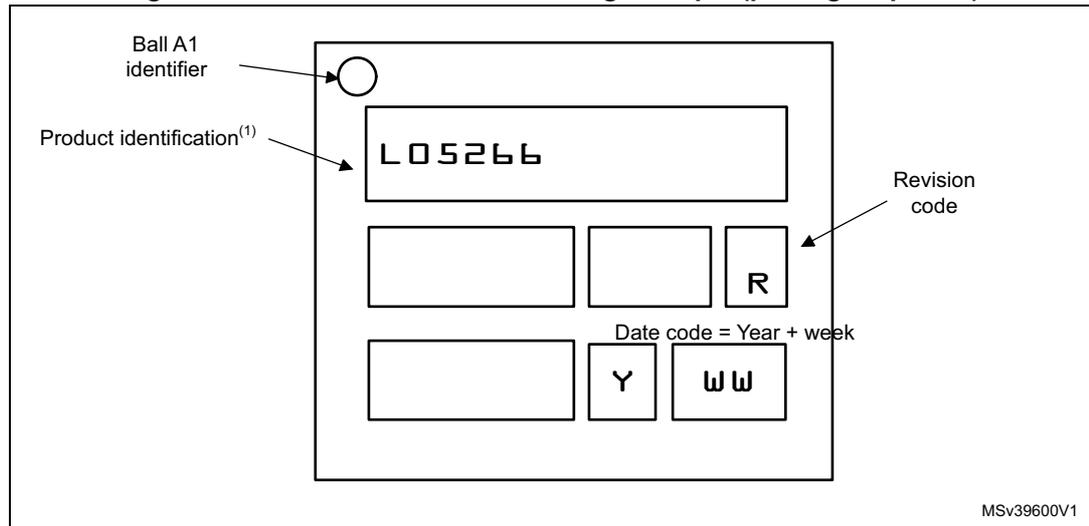 Ball A1
identifier
Product identification(1)
L05266
Revision
code
R
Date code = Year + week
Y
WW
MSv39600V1